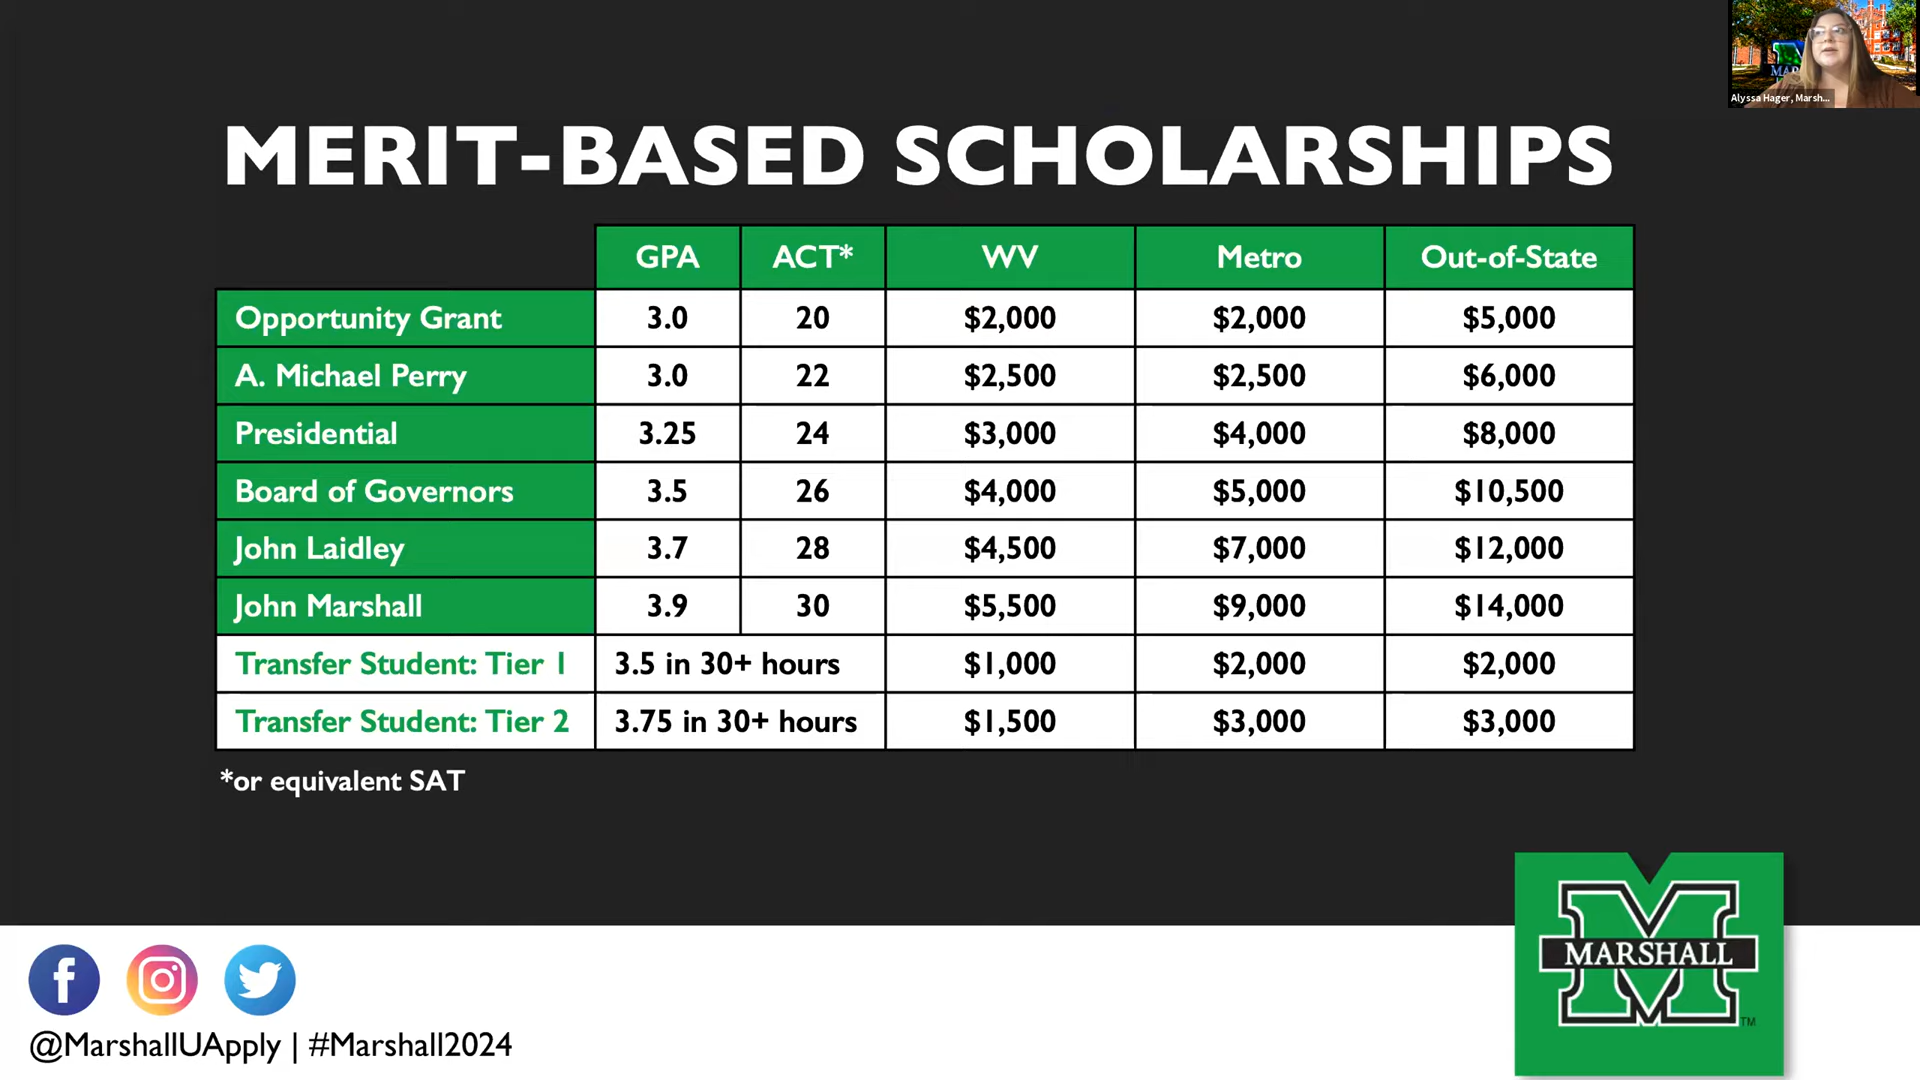 Alyssa Hager, Marsh...
MERIT-BASED SCHOLARSHIPS
GPA ACT* WV Metro Out-of-State
Opportunity Grant 3.0 20 $2,000 $2,000 $5,000
A. Michael Perry 3.0 22 $2,500 $2,500 $6,000
Presidential 3.25 24 $3,000 $4,000 $8,000
Board of Governors 3.5 26 $4,000 $5,000 $10,500
John Laidley 3.7 28 $4,500 $7,000 $12,000
John Marshall 3.9 30 $5,500 $9,000 $14,000
Transfer Student: Tier 1 3.5 in 30+ hours $1,000 $2,000 $2,000
Transfer Student: Tier 2 3.75 in 30+ hours $1,500 $3,000 $3,000
*or equivalent SAT
MARSHALL
TM
@MarshallUApply | #Marshall2024